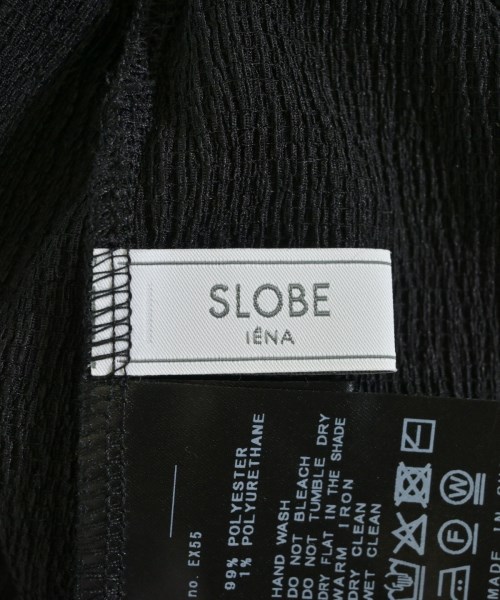 SLOBE
IÉNA
no. EX55
99% POLYESTER
1% POLYURETHANE
HAND WASH
DO NOT BLEACH
DO NOT TUMBLE DRY
DRY FLAT IN THE SHADE
WARM IRON
DRY CLEAN
WET CLEAN
W
MADE IN